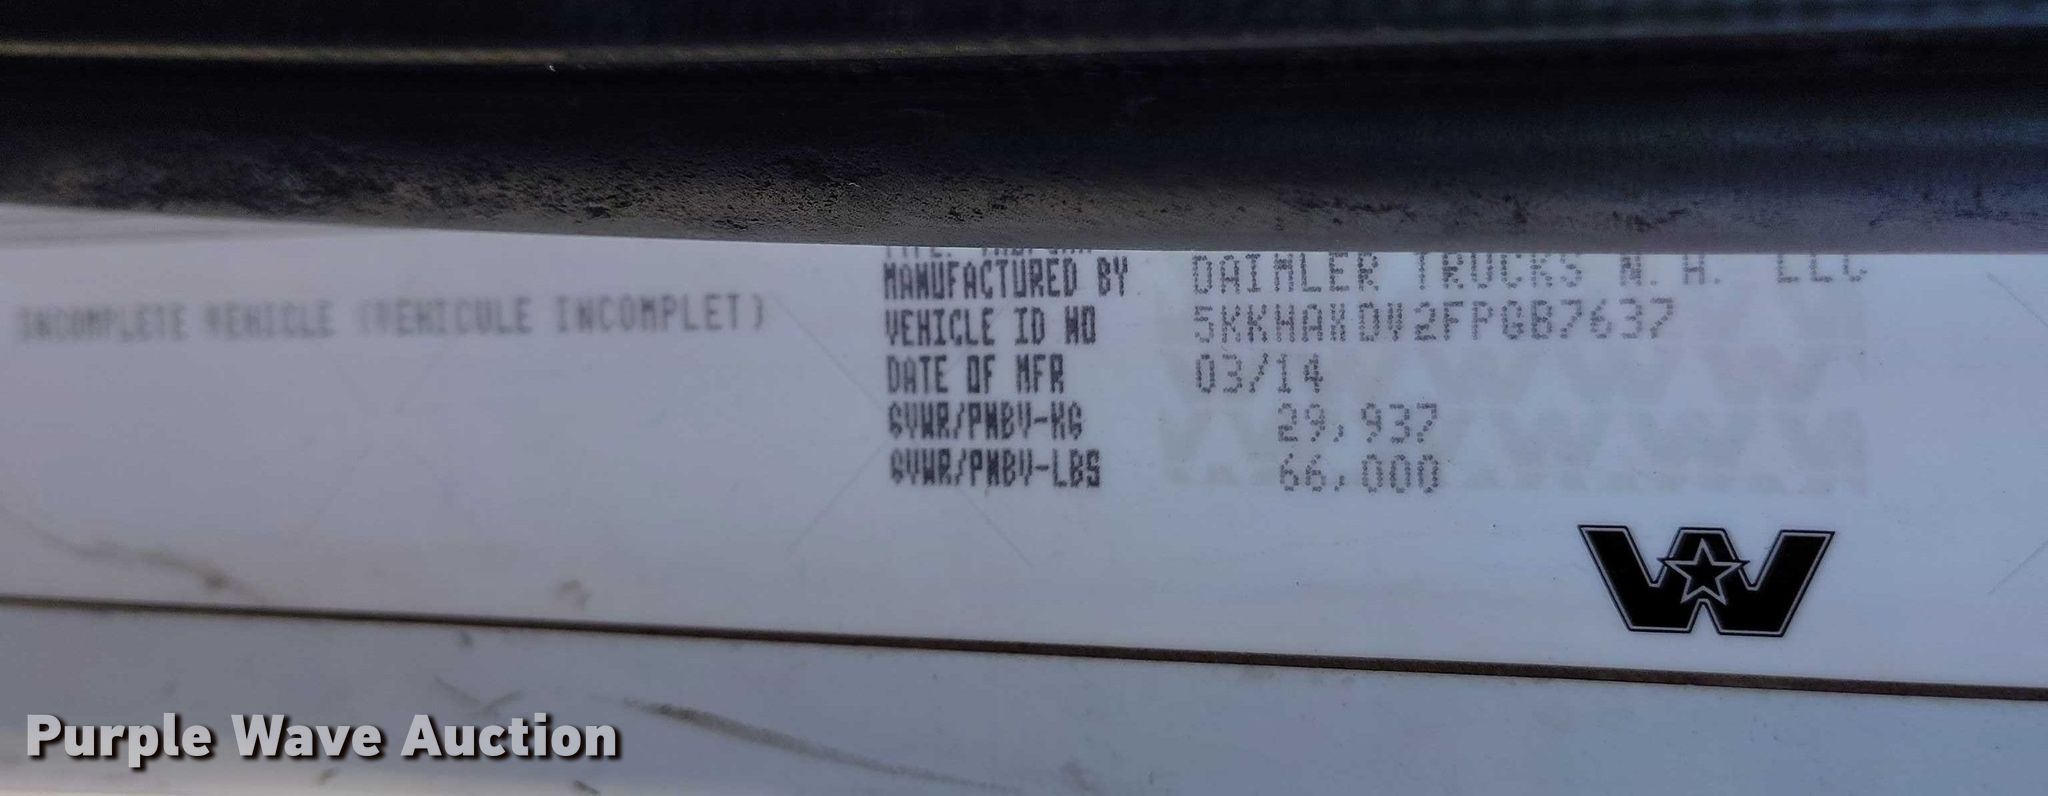 INCOMPLETE VEHICLE (VEHICULE INCOMPLET)
MANUFACTURED BY DAIMLER TRUCKS N.A. LLC
VEHICLE ID NO 5KKHAXDV2FPGB7637
DATE OF MFR 03/14
GVWR/PNBV-KG 29,937
GVWR/PNBV-LBS 66,000
Purple Wave Auction